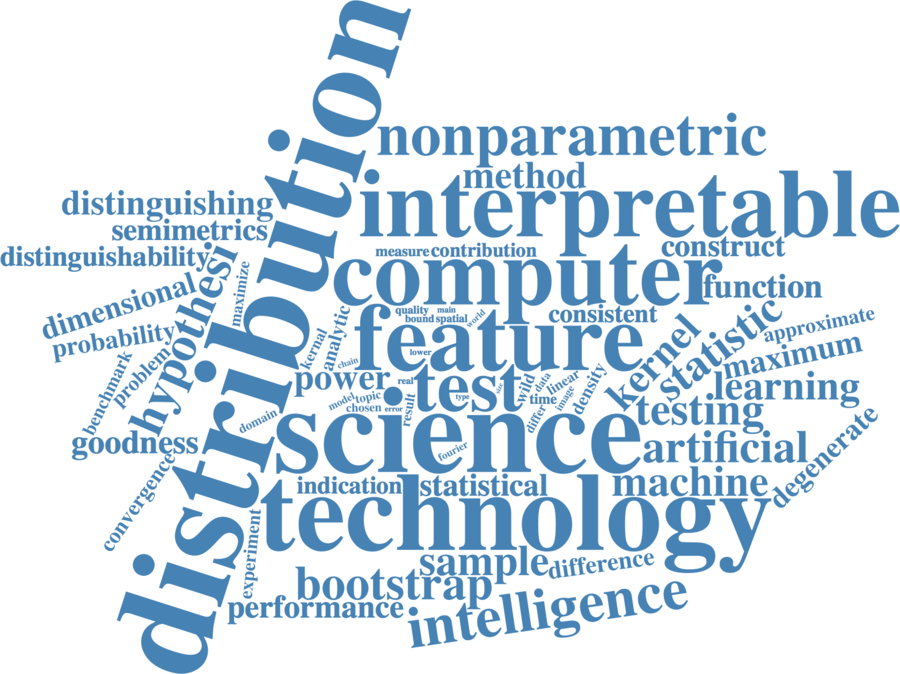 distribution
nonparametric
method
interpretable
distinguishing
semimetrics
distinguishability
measure
contribution
construct
computer
function
hypothesi
maximize
dimensional
probability
problem
benchmark
kernal
analytic
quality
main
bound
spatial
world
consistent
feature
lower
chain
kernel
statistic
approximate
maximum
power
real
test
type
size
wild
data
time
linear
image
differ
density
learning
model
topic
chosen
error
result
testing
domain
goodness
science
fourier
artificial
convergence
indication
statistical
machine
degenerate
technology
experiment
sample
difference
bootstrap
performance
intelligence